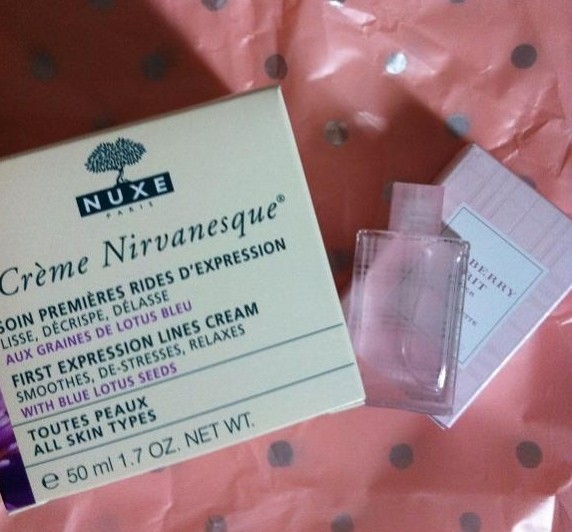 NUXE
PARIS
Crème Nirvanesque®
SOIN PREMIÈRES RIDES D'EXPRESSION
LISSE, DÉCRISPE, DÉLASSE
AUX GRAINES DE LOTUS BLEU
FIRST EXPRESSION LINES CREAM
SMOOTHES, DE-STRESSES, RELAXES
WITH BLUE LOTUS SEEDS
TOUTES PEAUX
ALL SKIN TYPES
e 50 ml 1.7 OZ. NET WT.
BERRY